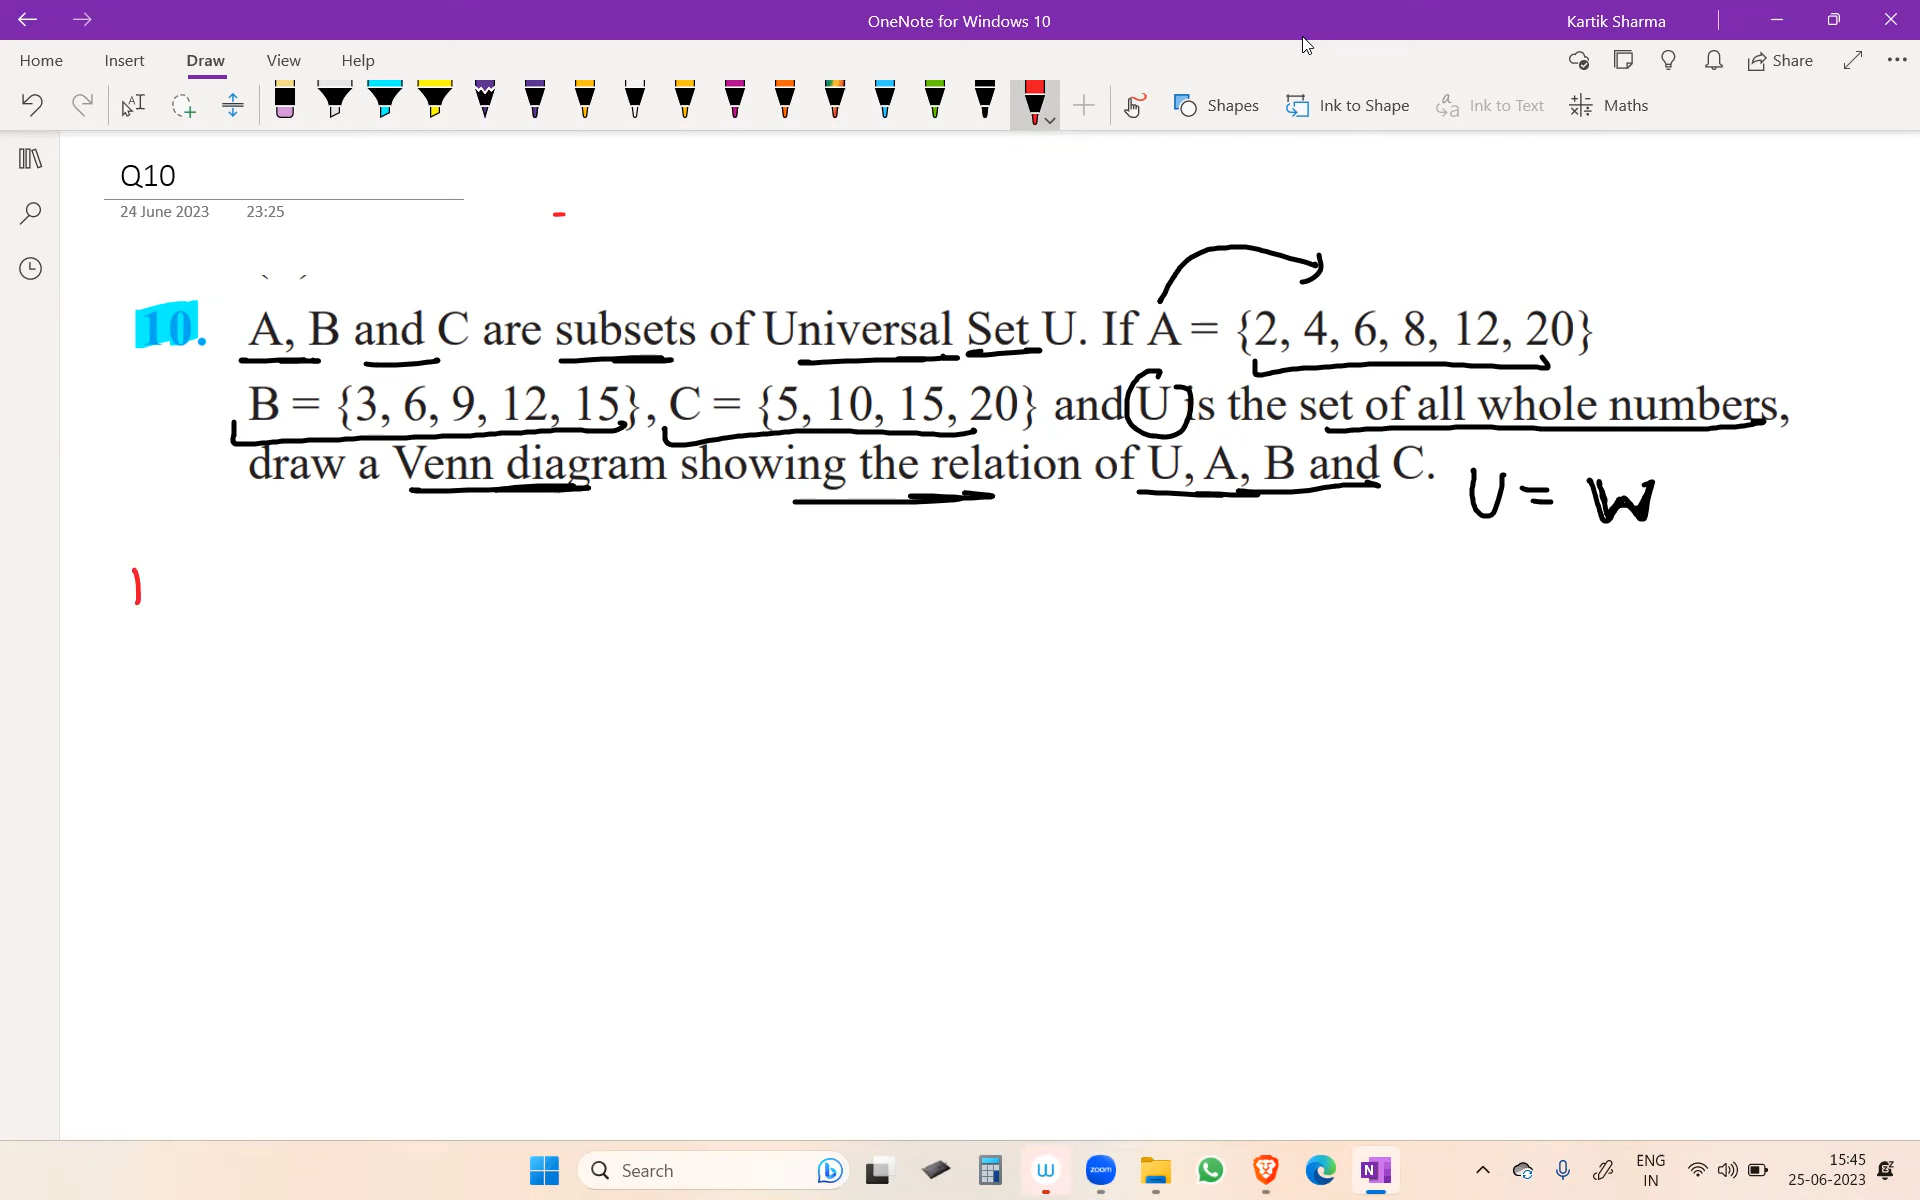 OneNote for Windows 10
Kartik Sharma
Home Insert Draw View Help
Share
Shapes Ink to Shape Ink to Text Maths
Q10
24 June 2023 23:25
10. A, B and C are subsets of Universal Set U. If A = {2, 4, 6, 8, 12, 20}
B = {3, 6, 9, 12, 15}, C = {5, 10, 15, 20} and U is the set of all whole numbers,
draw a Venn diagram showing the relation of U, A, B and C.
U = W
Search
zoom
ENG
IN
15:45
25-06-2023